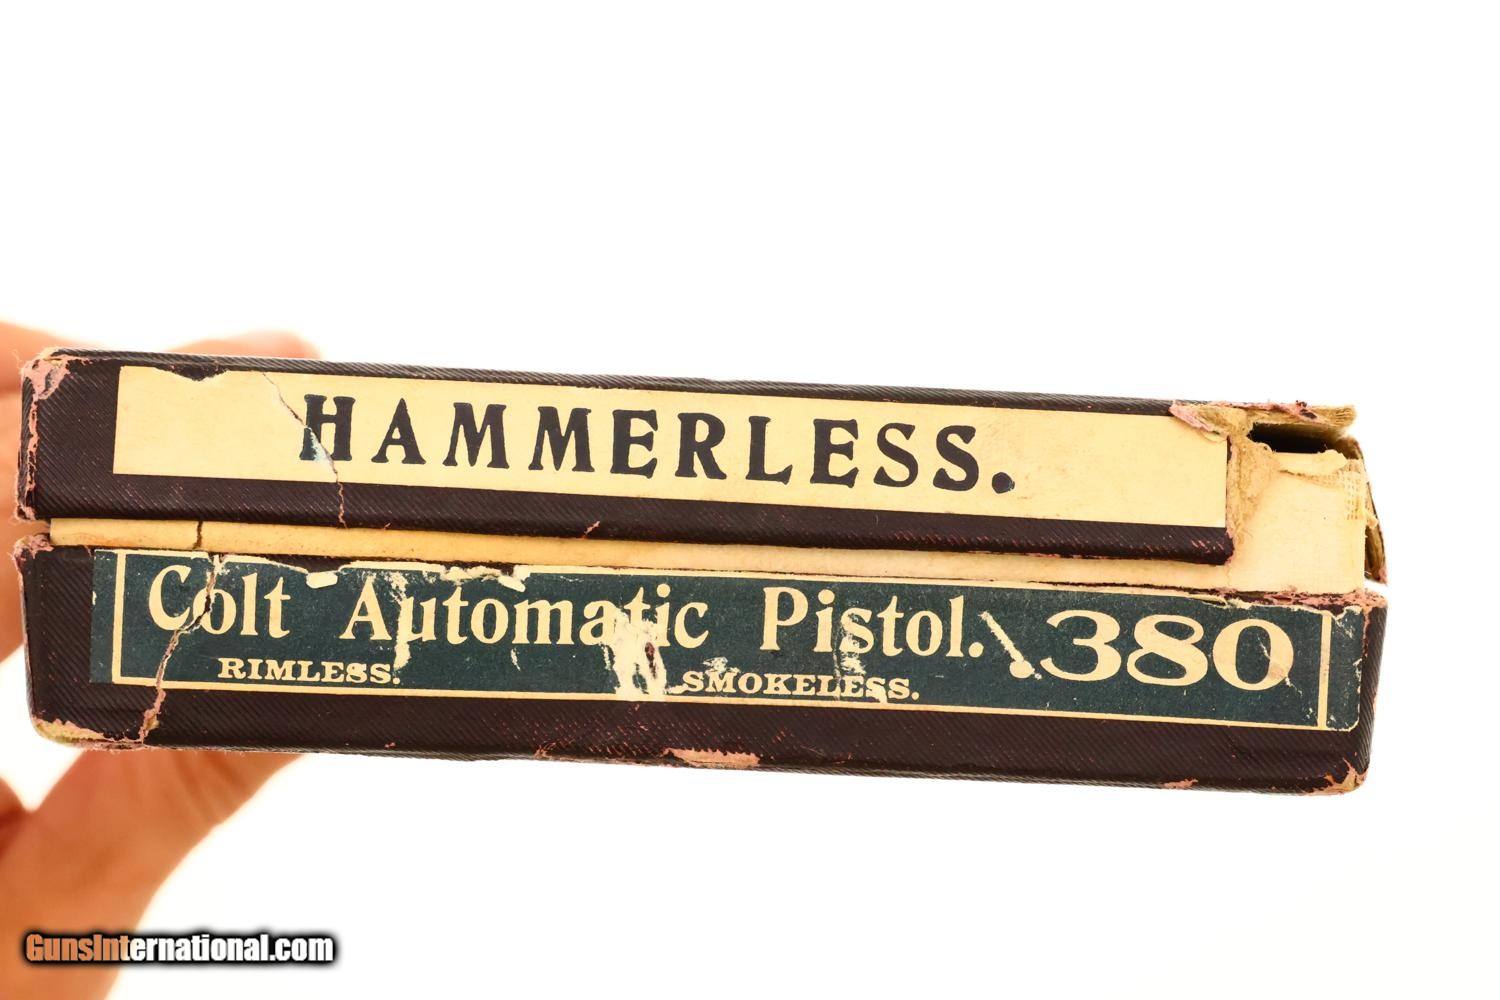 HAMMERLESS.
Colt Automatic Pistol. .380
RIMLESS. SMOKELESS.
GunsInternational.com